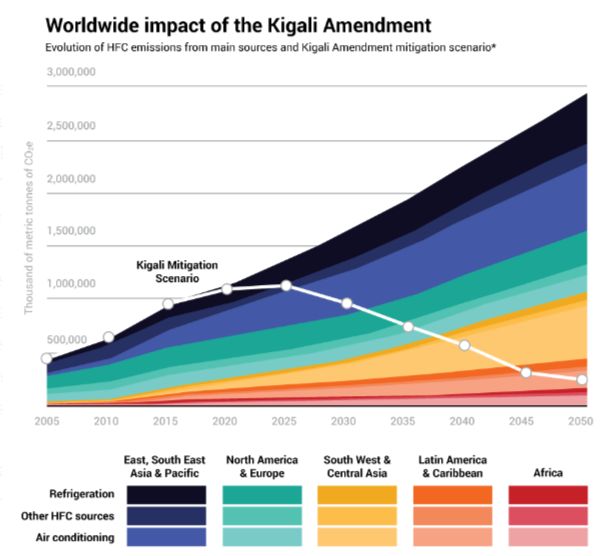 Worldwide impact of the Kigali Amendment
Evolution of HFC emissions from main sources and Kigali Amendment mitigation scenario*
Thousand of metric tonnes of CO₂e
3,000,000
2,500,000
2,000,000
1,500,000
1,000,000
500,000
Kigali Mitigation
Scenario
2005 2010 2015 2020 2025 2030 2035 2040 2045 2050
East, South East
Asia & Pacific
North America
& Europe
South West &
Central Asia
Latin America
& Caribbean
Africa
Refrigeration
Other HFC sources
Air conditioning